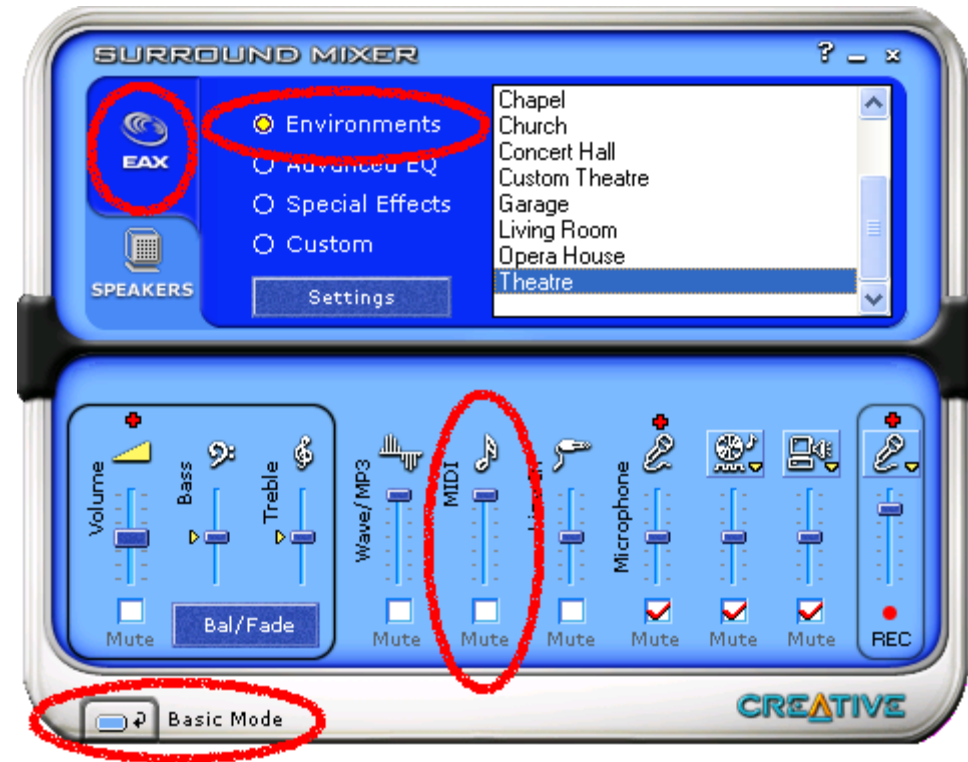 SURROUND MIXER
? _ x
EAX
SPEAKERS
Environments
Advanced EQ
Special Effects
Custom
Settings
Chapel
Church
Concert Hall
Custom Theatre
Garage
Living Room
Opera House
Theatre
Volume
Bass
Treble
Wave/MP3
MIDI
Line-In
Microphone
Mute
Bal/Fade
Mute
Mute
Mute
Mute
Mute
Mute
REC
Basic Mode
CREATIVE